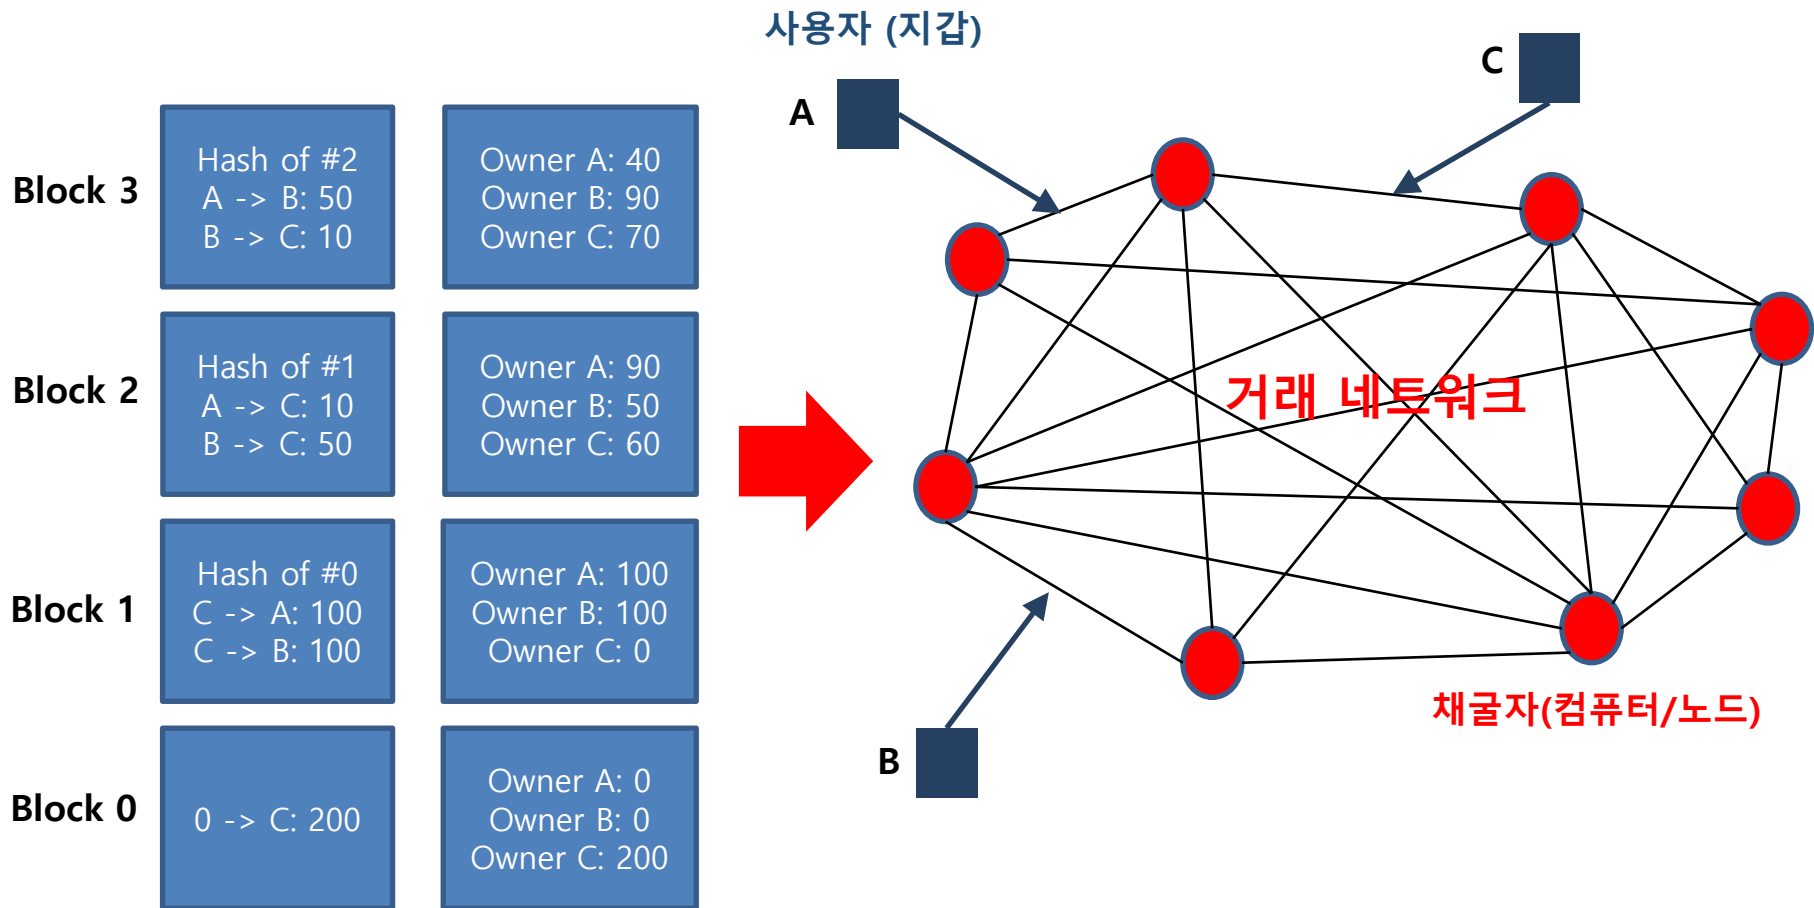 사용자 (지갑)
A
C
Block 3
Hash of #2
A -> B: 50
B -> C: 10
Owner A: 40
Owner B: 90
Owner C: 70
Block 2
Hash of #1
A -> C: 10
B -> C: 50
Owner A: 90
Owner B: 50
Owner C: 60
거래 네트워크
Block 1
Hash of #0
C -> A: 100
C -> B: 100
Owner A: 100
Owner B: 100
Owner C: 0
채굴자(컴퓨터/노드)
B
Block 0
0 -> C: 200
Owner A: 0
Owner B: 0
Owner C: 200